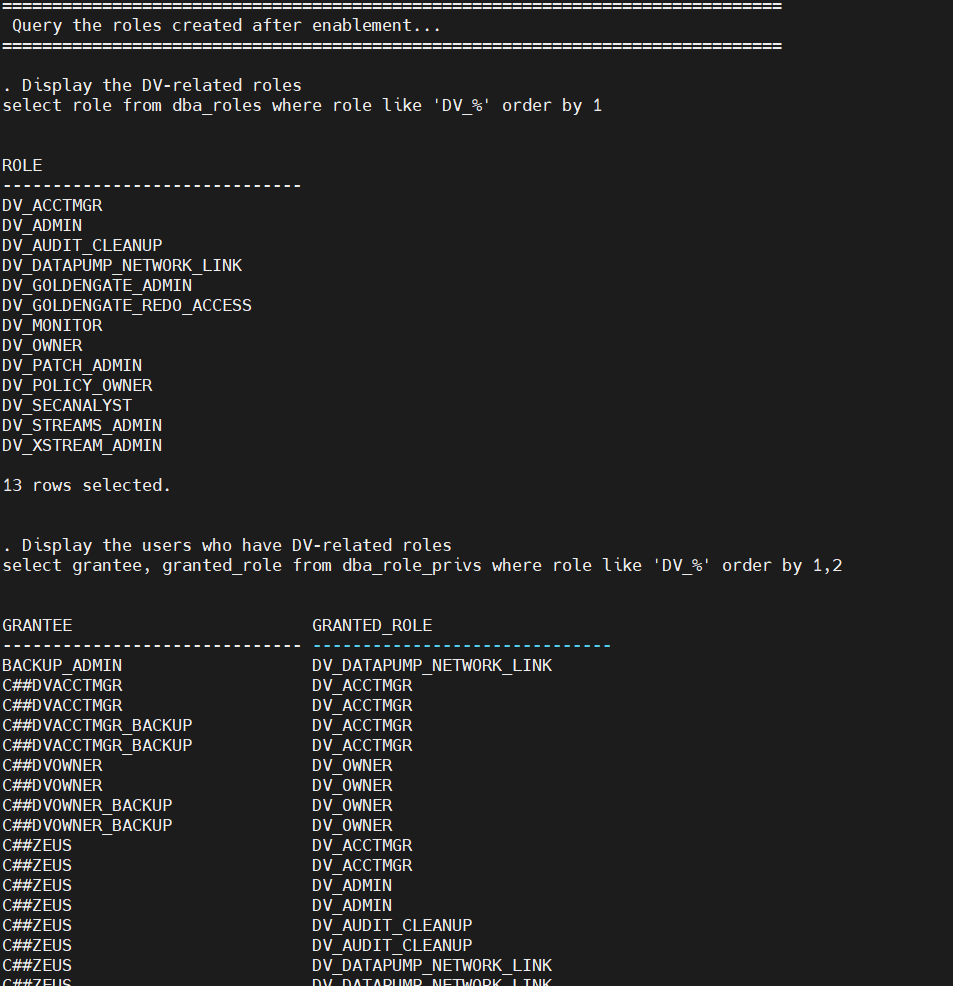 ================================================================================
Query the roles created after enablement...
================================================================================
. Display the DV-related roles
select role from dba_roles where role like 'DV_%' order by 1
ROLE
------------------------------
DV_ACCTMGR
DV_ADMIN
DV_AUDIT_CLEANUP
DV_DATAPUMP_NETWORK_LINK
DV_GOLDENGATE_ADMIN
DV_GOLDENGATE_REDO_ACCESS
DV_MONITOR
DV_OWNER
DV_PATCH_ADMIN
DV_POLICY_OWNER
DV_SECANALYST
DV_STREAMS_ADMIN
DV_XSTREAM_ADMIN
13 rows selected.
. Display the users who have DV-related roles
select grantee, granted_role from dba_role_privs where role like 'DV_%' order by 1,2
GRANTEE GRANTED_ROLE
------------------------------ ------------------------------
BACKUP_ADMIN DV_DATAPUMP_NETWORK_LINK
C##DVACCTMGR DV_ACCTMGR
C##DVACCTMGR DV_ACCTMGR
C##DVACCTMGR_BACKUP DV_ACCTMGR
C##DVACCTMGR_BACKUP DV_ACCTMGR
C##DVOWNER DV_OWNER
C##DVOWNER DV_OWNER
C##DVOWNER_BACKUP DV_OWNER
C##DVOWNER_BACKUP DV_OWNER
C##ZEUS DV_ACCTMGR
C##ZEUS DV_ACCTMGR
C##ZEUS DV_ADMIN
C##ZEUS DV_ADMIN
C##ZEUS DV_AUDIT_CLEANUP
C##ZEUS DV_AUDIT_CLEANUP
C##ZEUS DV_DATAPUMP_NETWORK_LINK
C##ZEUS DV_DATAPUMP_NETWORK_LINK